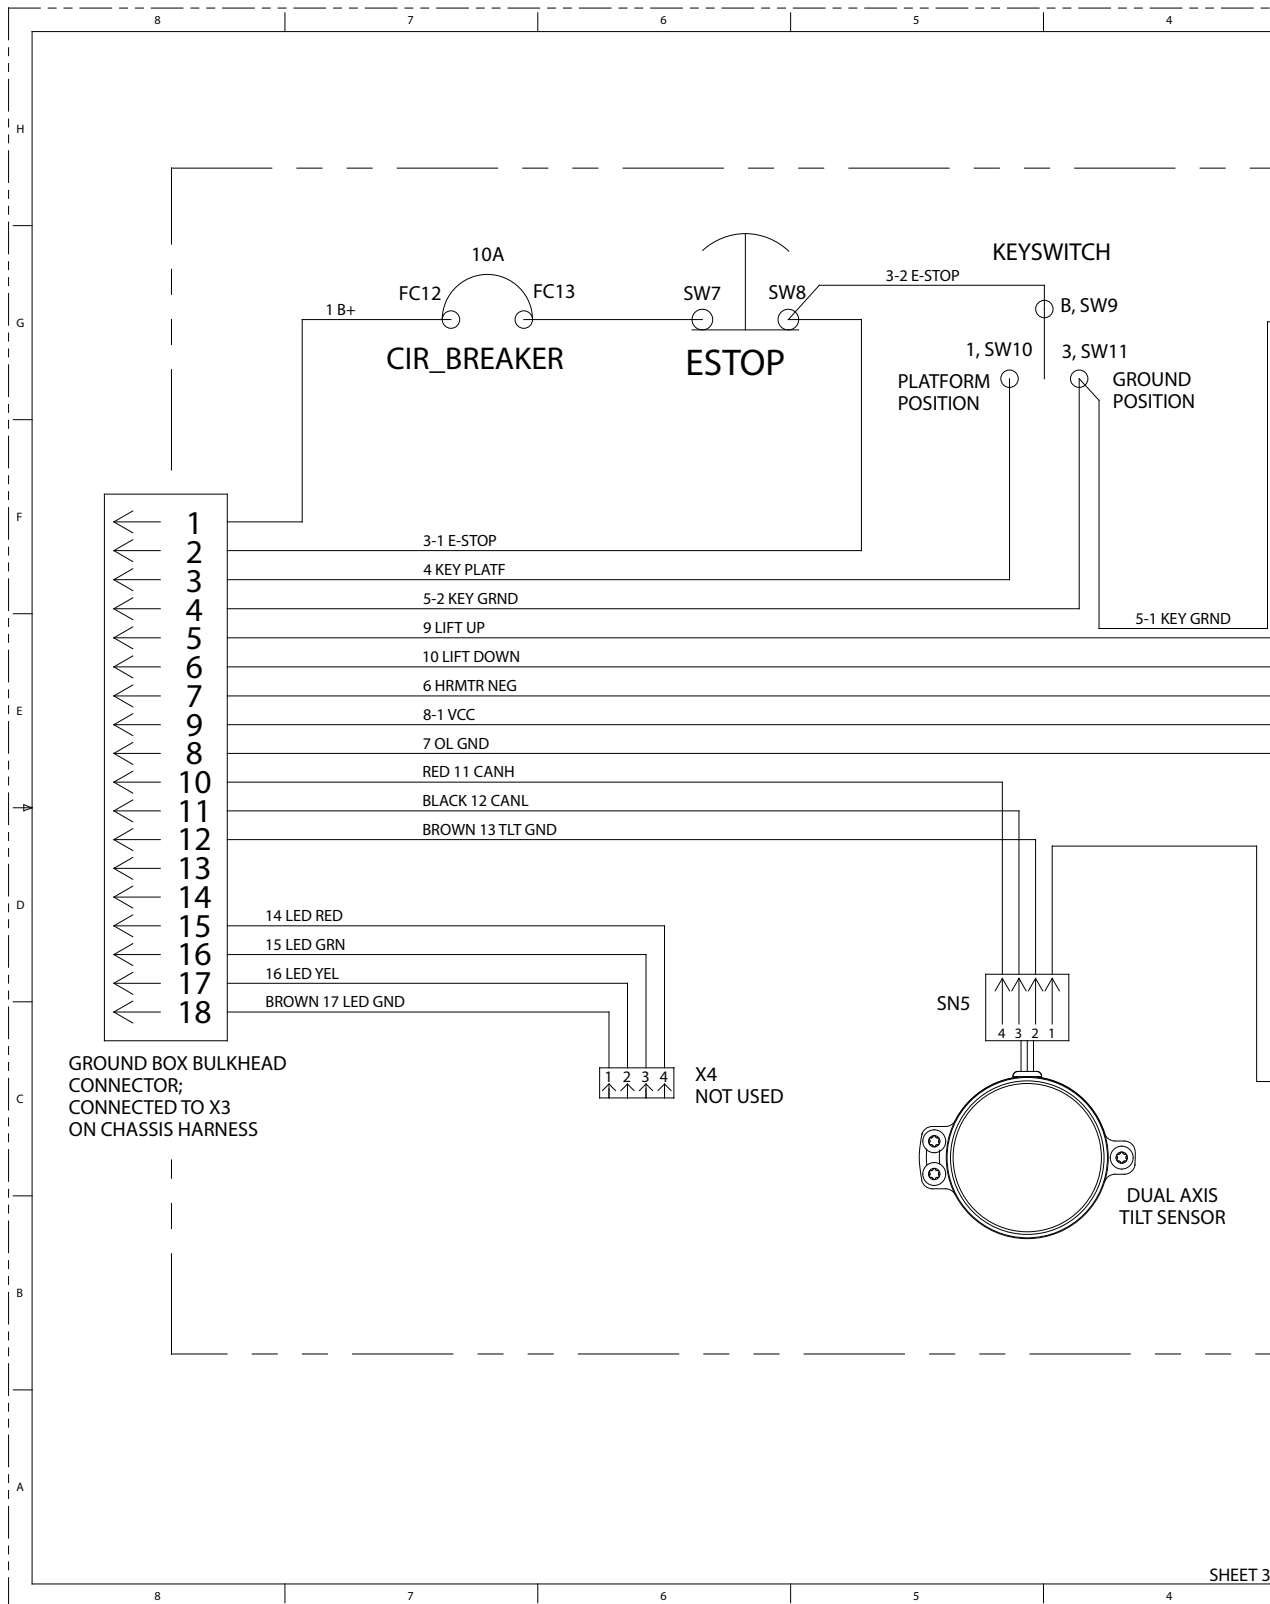 8 7 6 5 4
H
10A
KEYSWITCH
3-2 E-STOP
FC12 FC13
SW7 SW8
B, SW9
1 B+
G
CIR_BREAKER
ESTOP
1, SW10 3, SW11
PLATFORM
POSITION
GROUND
POSITION
F
1
3-1 E-STOP
2
4 KEY PLATF
3
5-2 KEY GRND
4
9 LIFT UP
5-1 KEY GRND
5
10 LIFT DOWN
6
6 HRMTR NEG
7
E
8-1 VCC
9
7 OL GND
8
RED 11 CANH
10
BLACK 12 CANL
11
BROWN 13 TLT GND
12
13
14
D
14 LED RED
15
15 LED GRN
16
16 LED YEL
17
BROWN 17 LED GND
18
SN5
4 3 2 1
GROUND BOX BULKHEAD
CONNECTOR;
CONNECTED TO X3
ON CHASSIS HARNESS
1 2 3 4
X4
NOT USED
C
DUAL AXIS
TILT SENSOR
B
A
SHEET 3
8 7 6 5 4